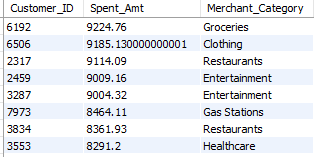 Customer_ID Spent_Amt Merchant_Category
6192 9224.76 Groceries
6506 9185.130000000001 Clothing
2317 9114.09 Restaurants
2459 9009.16 Entertainment
3287 9004.32 Entertainment
7973 8464.11 Gas Stations
3834 8361.93 Restaurants
3553 8291.2 Healthcare